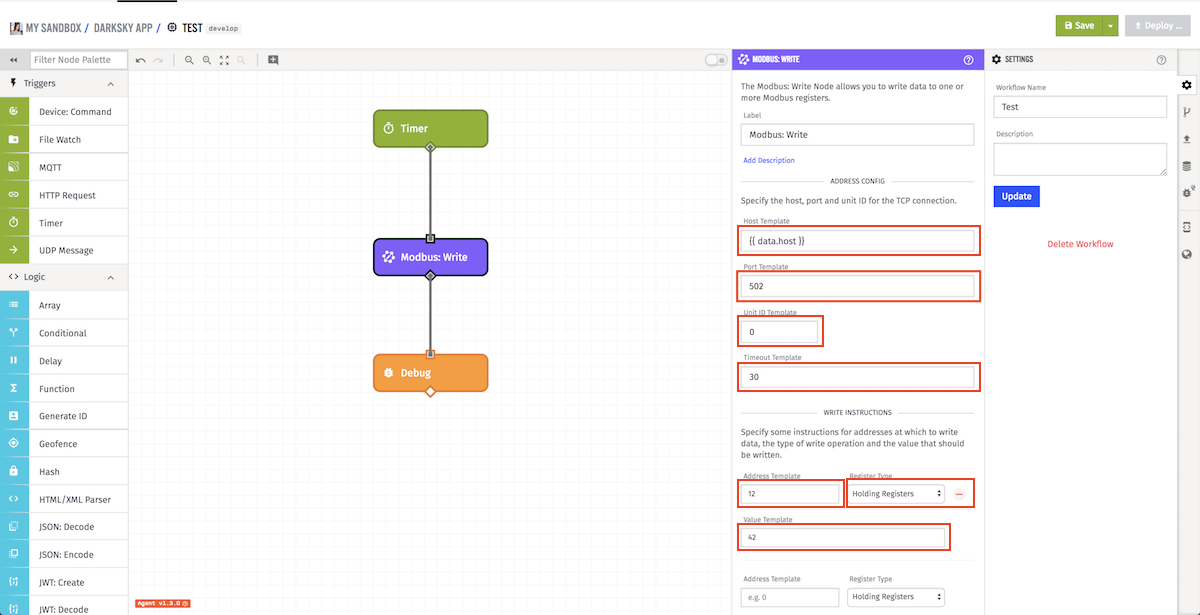 MY SANDBOX / DARKSKY APP / TEST develop
Save
Deploy ...
Filter Node Palette
Triggers
Device: Command
File Watch
MQTT
HTTP Request
Timer
UDP Message
Logic
Array
Conditional
Delay
Function
Generate ID
Geofence
Hash
HTML/XML Parser
JSON: Decode
JSON: Encode
JWT: Create
JWT: Decode
Timer
Modbus: Write
Debug
Agent v1.3.0
MODBUS: WRITE
The Modbus: Write Node allows you to write data to one or
more Modbus registers.
Label
Modbus: Write
Add Description
ADDRESS CONFIG
Specify the host, port and unit ID for the TCP connection.
Host Template
{{ data.host }}
Port Template
502
Unit ID Template
0
Timeout Template
30
WRITE INSTRUCTIONS
Specify some instructions for addresses at which to write
data, the type of write operation and the value that should
be written.
Address Template Register Type
12 Holding Registers
Value Template
42
Address Template Register Type
e.g. 0 Holding Registers
SETTINGS
Workflow Name
Test
Description
Update
Delete Workflow